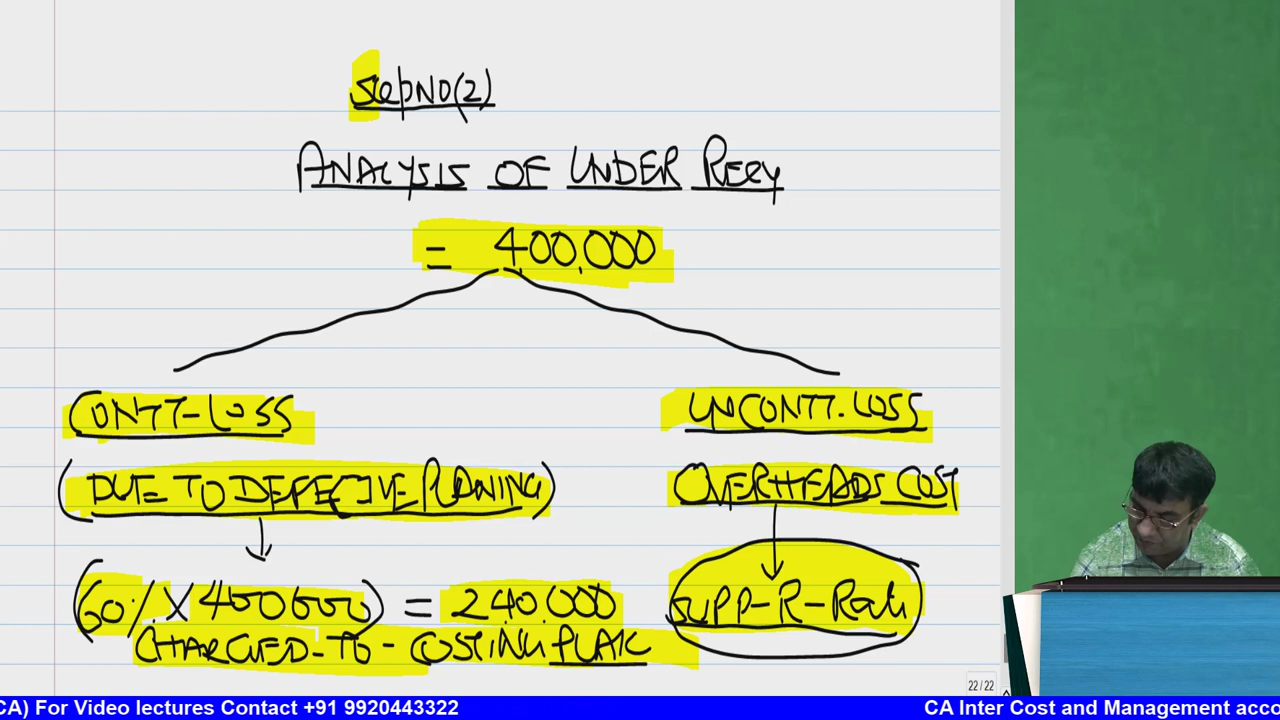 Step NO (2)
ANALYSIS OF UNDER RECY
= 400,000
CONTT-LOSS
UNCONTT. LOSS
(DUE TO DEFECTIVE PLANING)
OVERHEADS COST
(60% X 400000) = 240,000
SUPP-R-Rate
CHARGED-TO-COSTING PL A/C
22 / 22
CA) For Video lectures Contact +91 9920443322
CA Inter Cost and Management acco